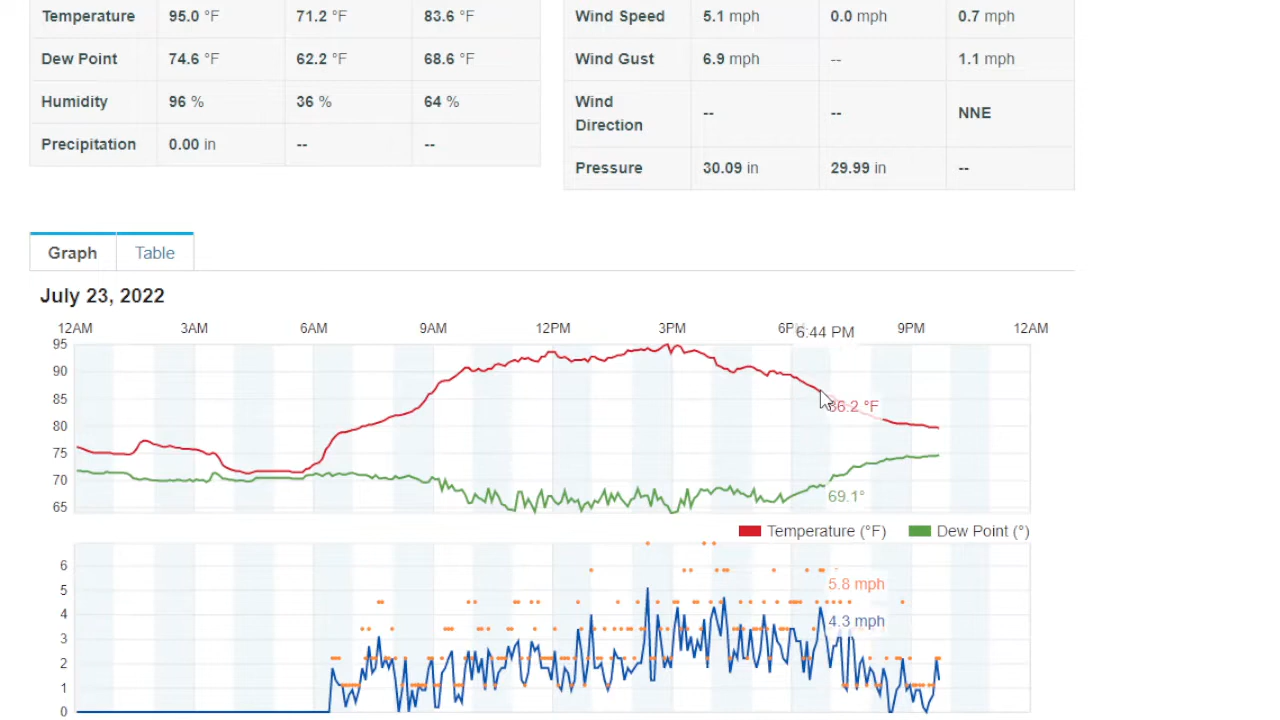 Temperature 95.0 °F 71.2 °F 83.6 °F
Dew Point 74.6 °F 62.2 °F 68.6 °F
Humidity 96 % 36 % 64 %
Precipitation 0.00 in -- --
Wind Speed 5.1 mph 0.0 mph 0.7 mph
Wind Gust 6.9 mph -- 1.1 mph
Wind
Direction -- -- NNE
Pressure 30.09 in 29.99 in --
Graph Table
July 23, 2022
12AM 3AM 6AM 9AM 12PM 3PM 6:44 PM 9PM 12AM
95
90
85
80
75
70
65
69.1°
Temperature (°F) Dew Point (°)
6
5
4
3
2
1
0
5.8 mph
4.3 mph